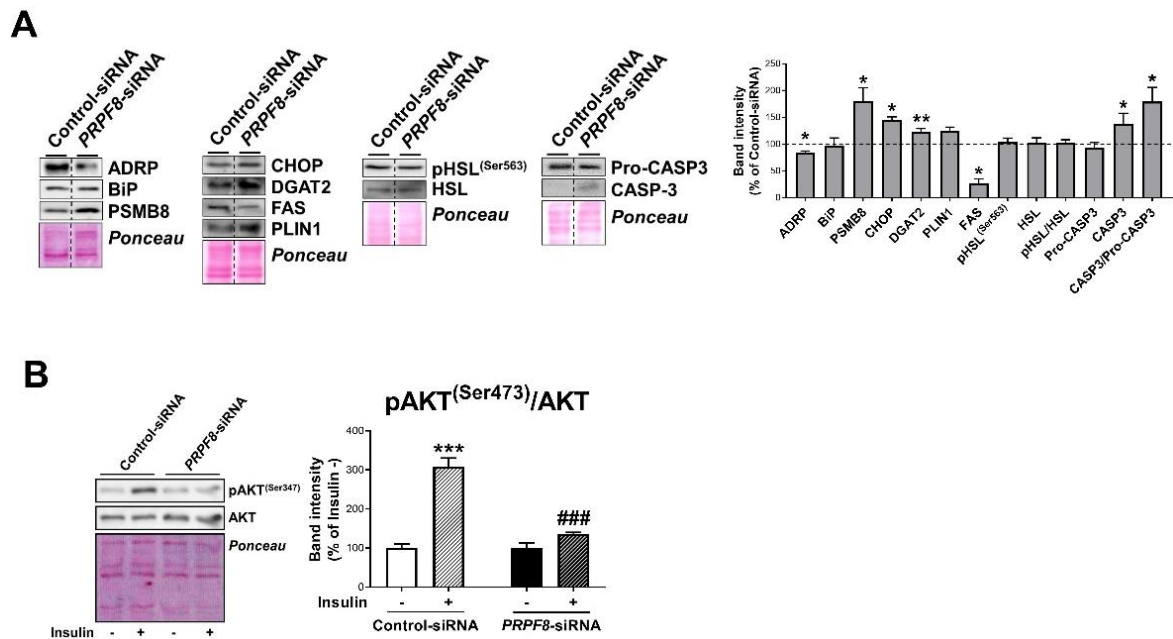 A
Control-siRNA
PRPF8-siRNA
ADRP
BiP
PSMB8
Ponceau
Control-siRNA
PRPF8-siRNA
CHOP
DGAT2
FAS
PLIN1
Ponceau
Control-siRNA
PRPF8-siRNA
pHSL(Ser563)
HSL
Ponceau
Control-siRNA
PRPF8-siRNA
Pro-CASP3
CASP-3
Ponceau
Band intensity
(% of Control-siRNA)
250
200
150
100
50
0
* * * ** * * *
ADRP
BiP
PSMB8
CHOP
DGAT2
PLIN1
FAS
pHSL(Ser563)
HSL
pHSL/HSL
Pro-CASP3
CASP3
CASP3/Pro-CASP3
B
Control-siRNA
PRPF8-siRNA
pAKT(Ser347)
AKT
Ponceau
Insulin - + - +
pAKT(Ser473)/AKT
Band intensity
(% of Insulin -)
400
300
200
100
0
***
###
Insulin - + - +
Control-siRNA PRPF8-siRNA